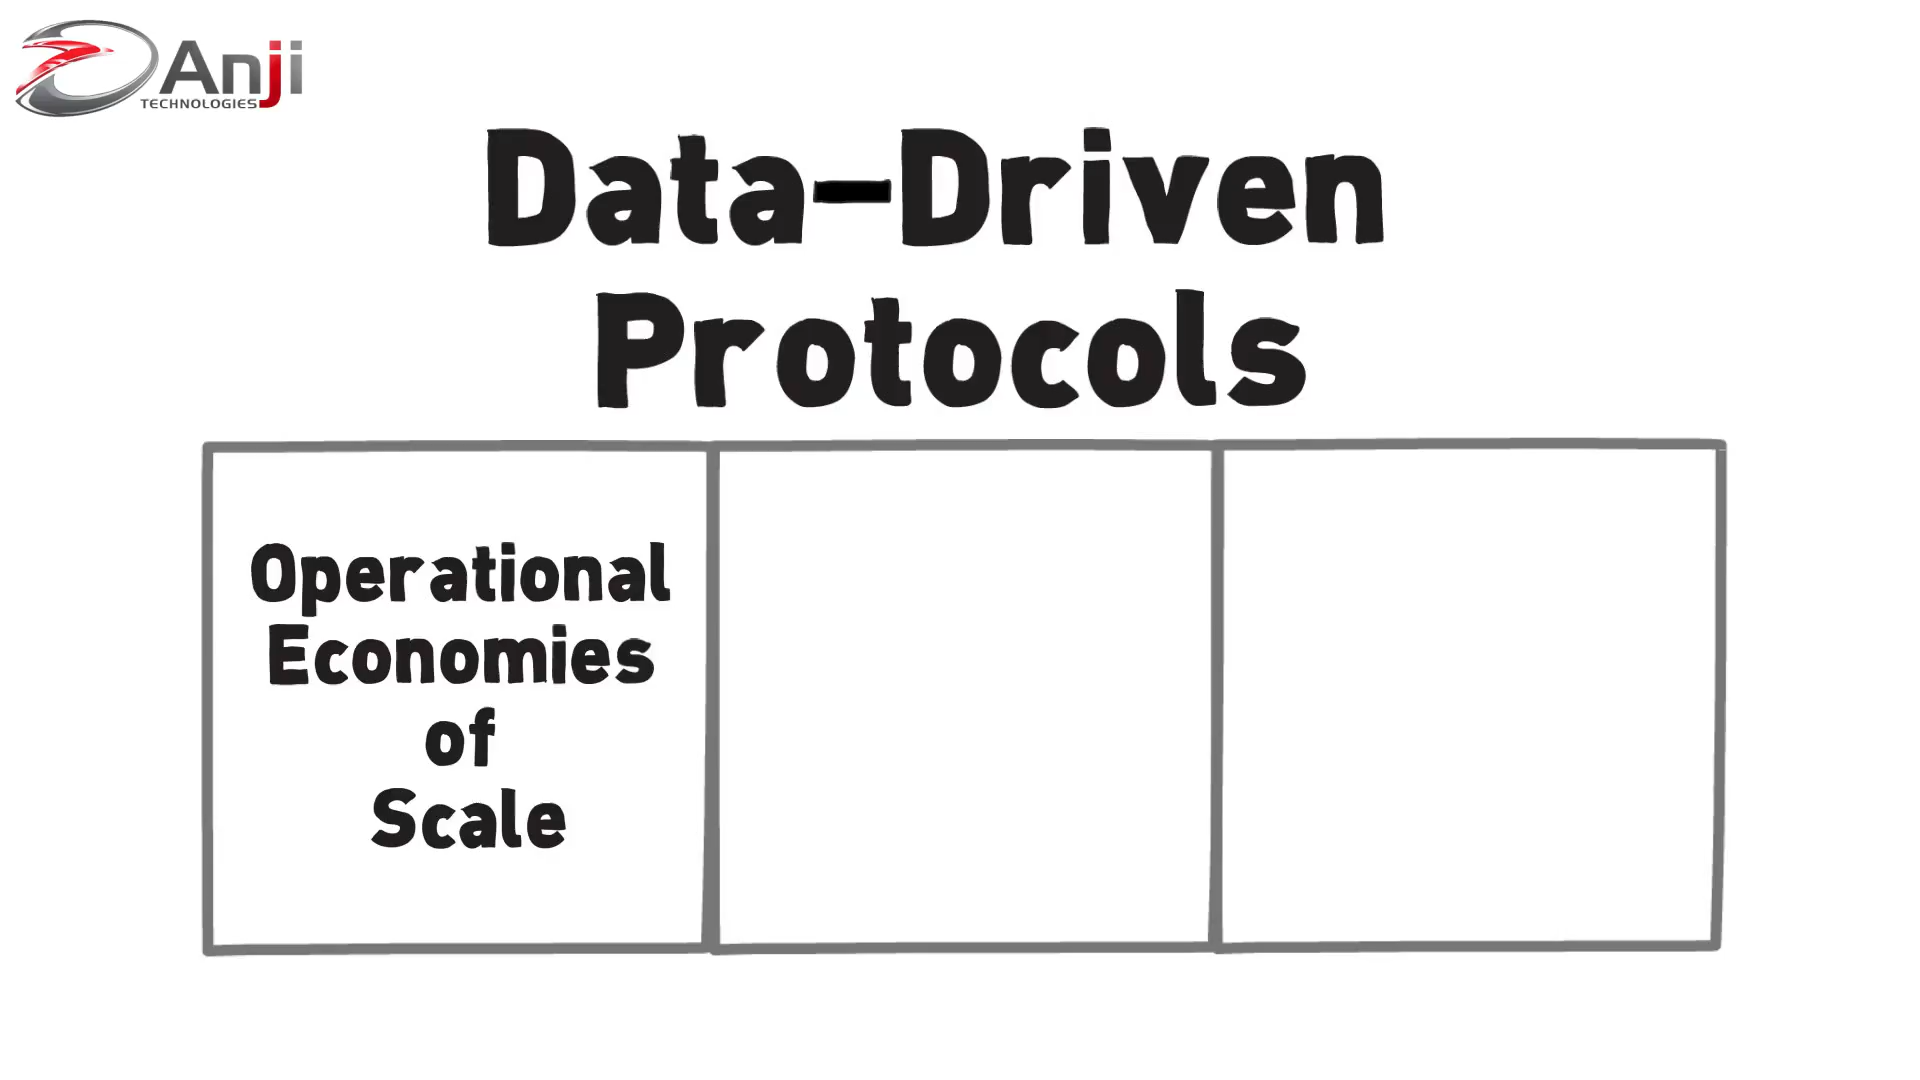 Anji
TECHNOLOGIES
Data-Driven
Protocols
Operational
Economies
of
Scale